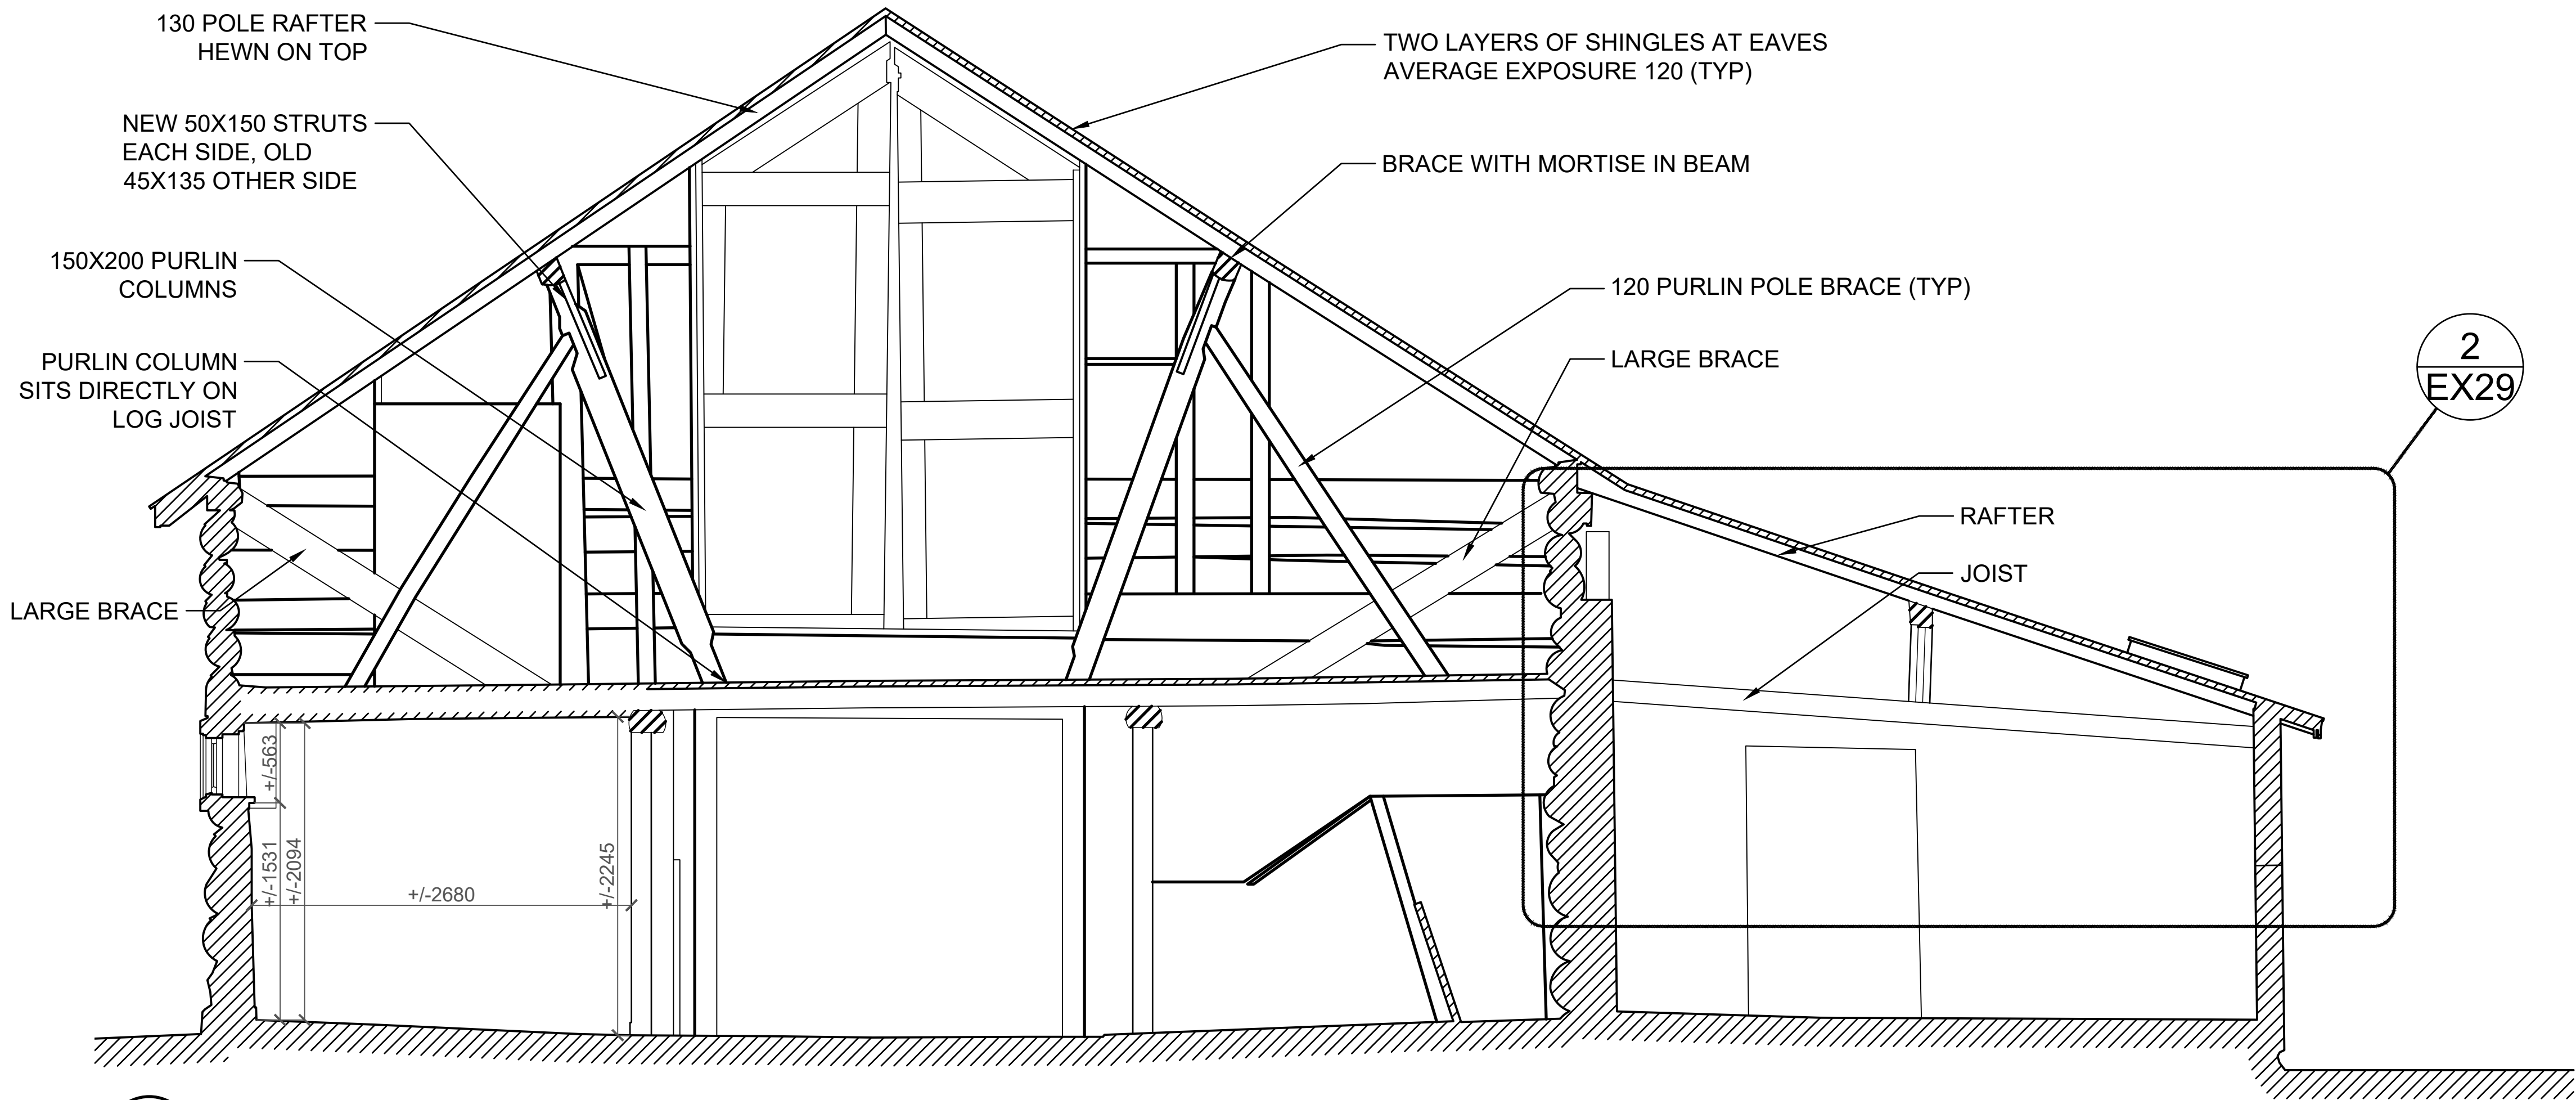 130 POLE RAFTER
HEWN ON TOP
NEW 50X150 STRUTS
EACH SIDE, OLD
45X135 OTHER SIDE
150X200 PURLIN
COLUMNS
PURLIN COLUMN
SITS DIRECTLY ON
LOG JOIST
LARGE BRACE
TWO LAYERS OF SHINGLES AT EAVES
AVERAGE EXPOSURE 120 (TYP)
BRACE WITH MORTISE IN BEAM
120 PURLIN POLE BRACE (TYP)
LARGE BRACE
2
EX29
RAFTER
JOIST
+/-563
+/-1531
+/-2094
+/-2680
+/-2245